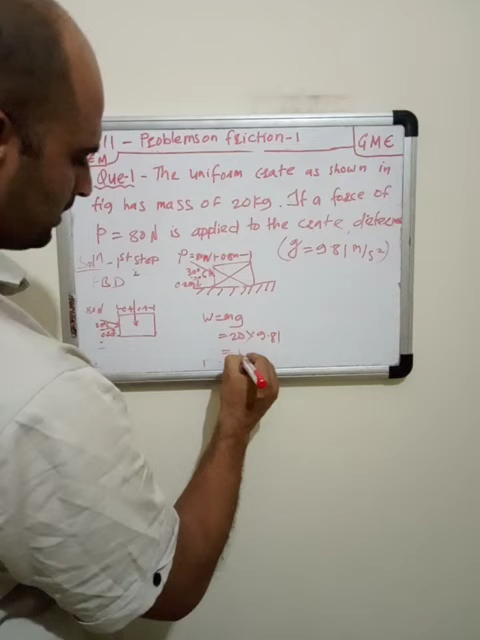 11 - Problems on friction-1
GME
EM
Que-1 - The uniform crate as shown in
fig has mass of 20kg. If a force of
P = 80N is applied to the crate,
(g = 9.81 m/s²)
Solⁿ - 1st step
FBD
80N
W = mg
= 20 × 9.81
=